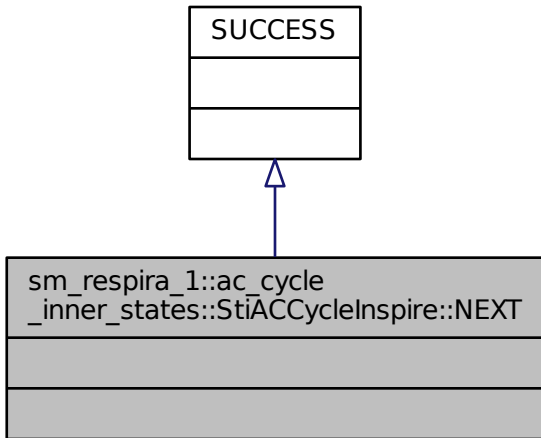 SUCCESS
sm_respira_1::ac_cycle
_inner_states::StiACCycleInspire::NEXT